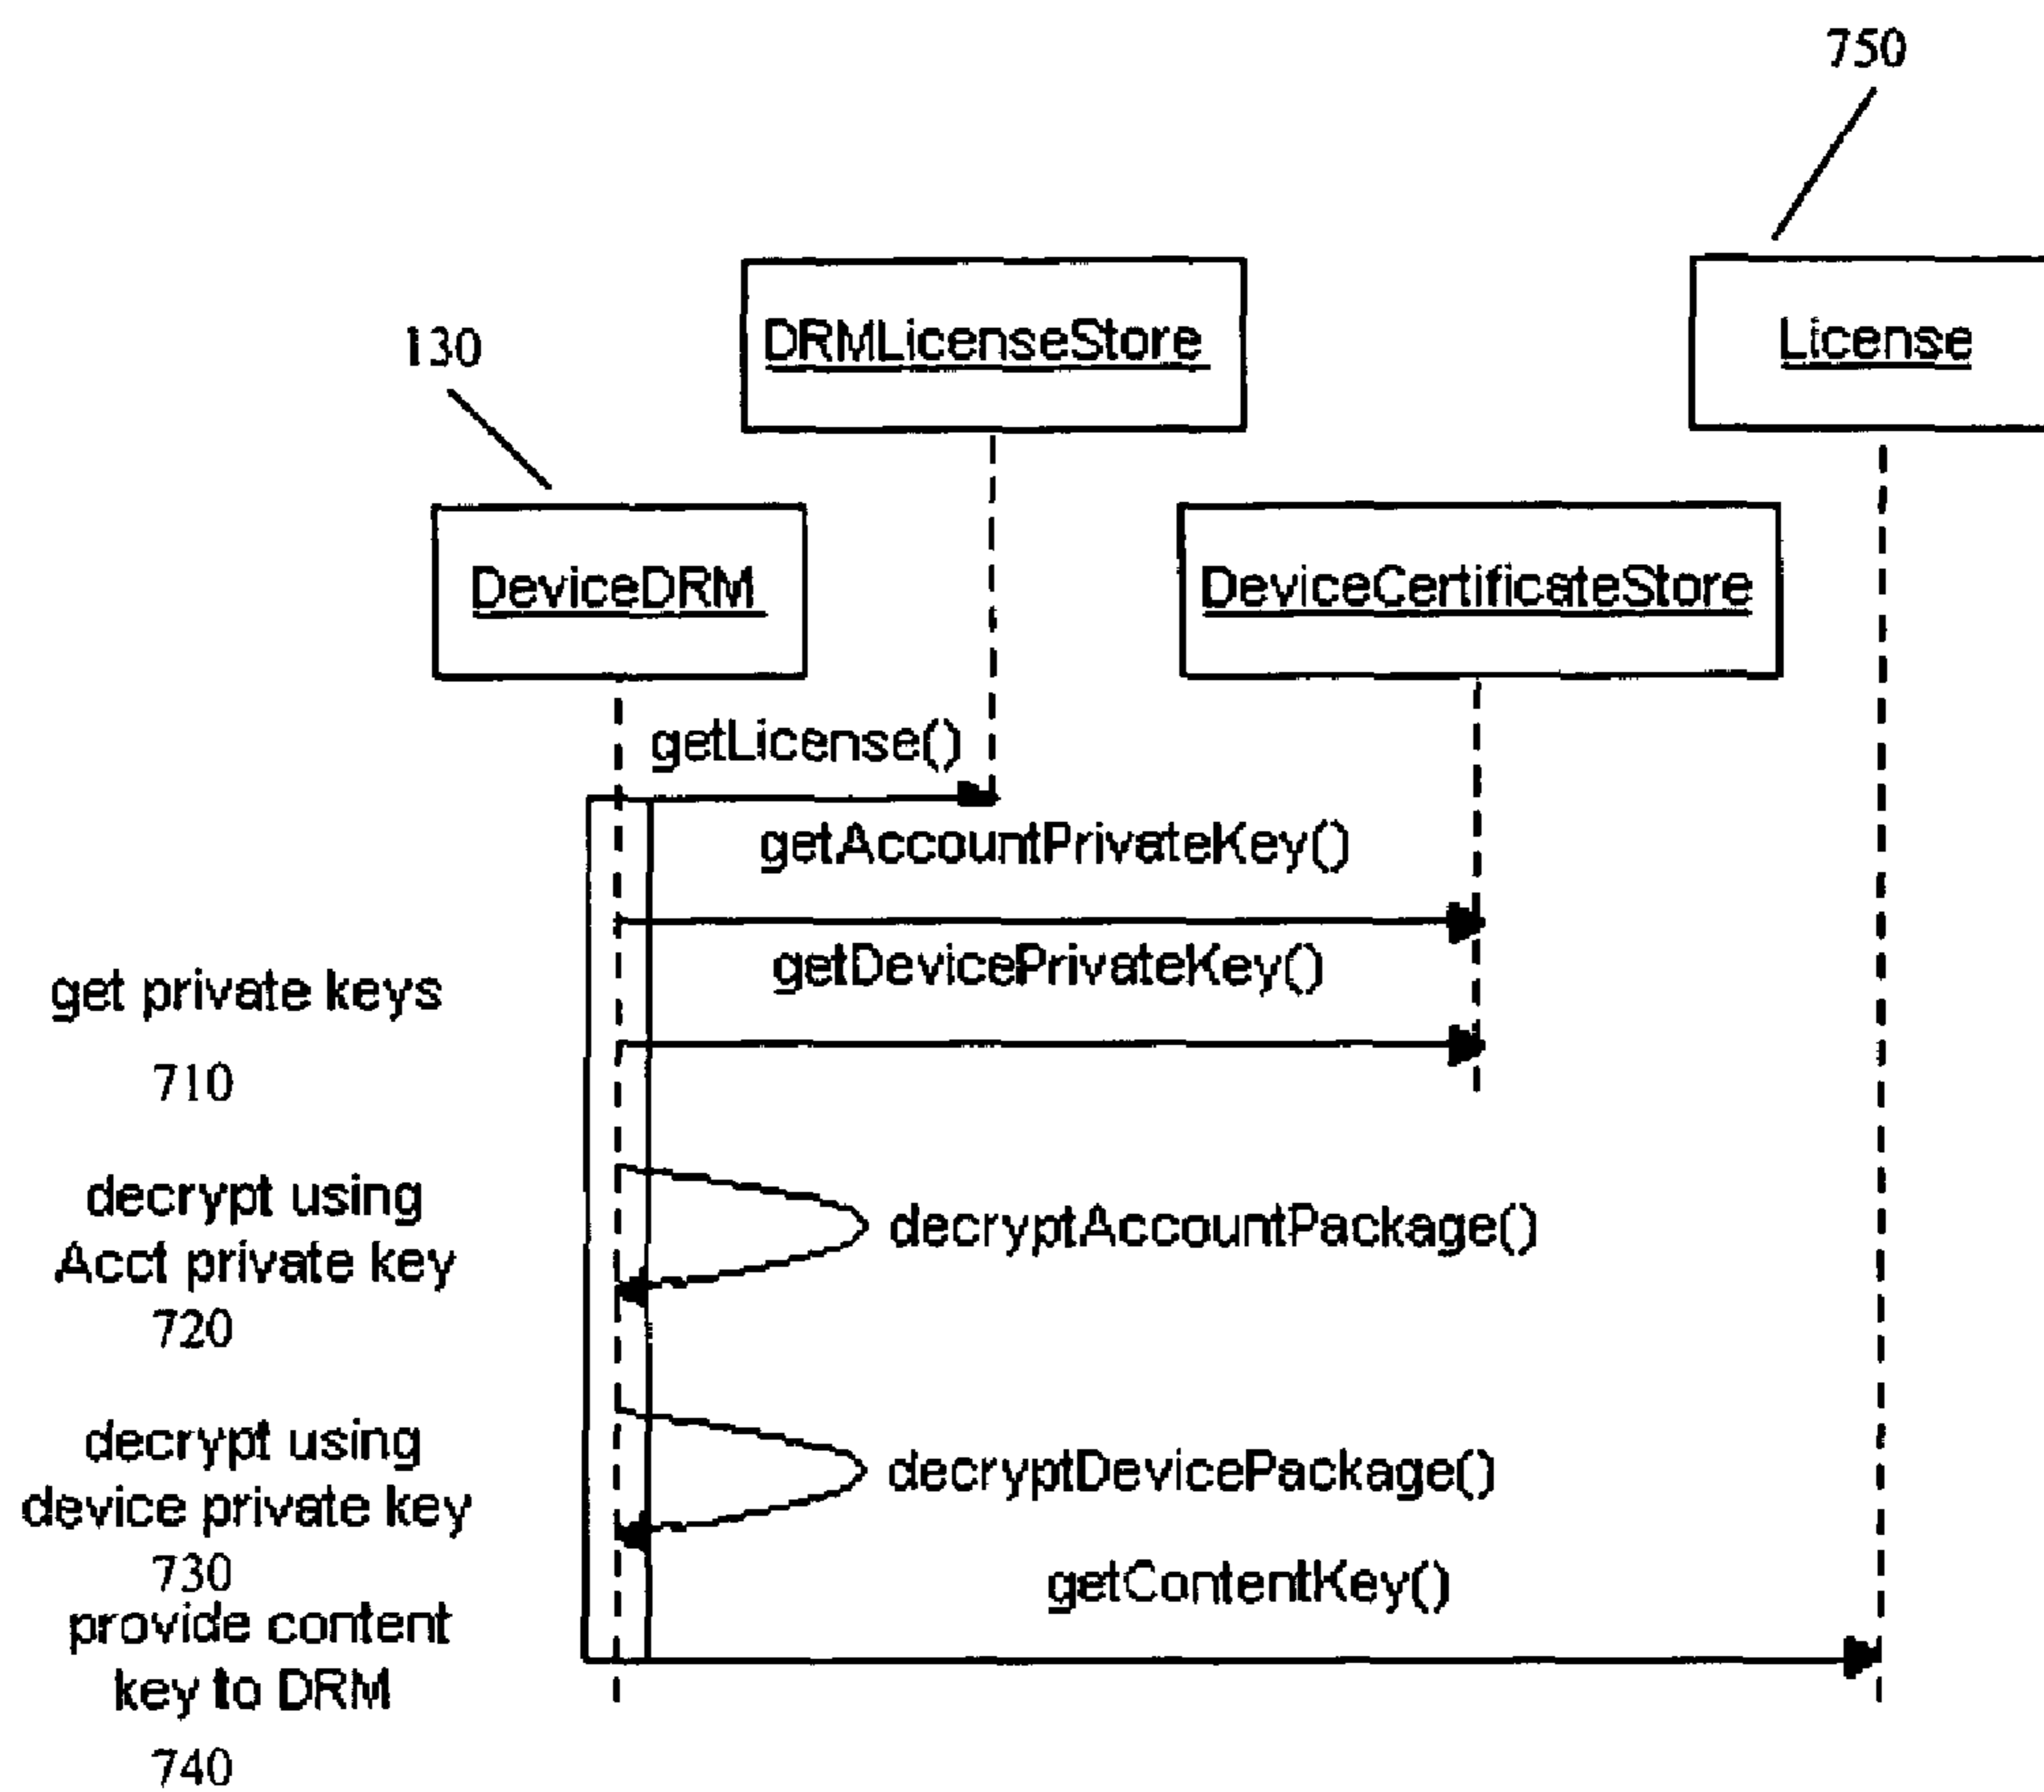 750
DRMLicenseStore
License
130
DeviceDRM
DeviceCertificateStore
getLicense()
getAccountPrivateKey()
getDevicePrivateKey()
get private keys
710
decrypt using
Acct private key
720
decryptAccountPackage()
decrypt using
device private key
730
decryptDevicePackage()
getContentKey()
provide content
key to DRM
740